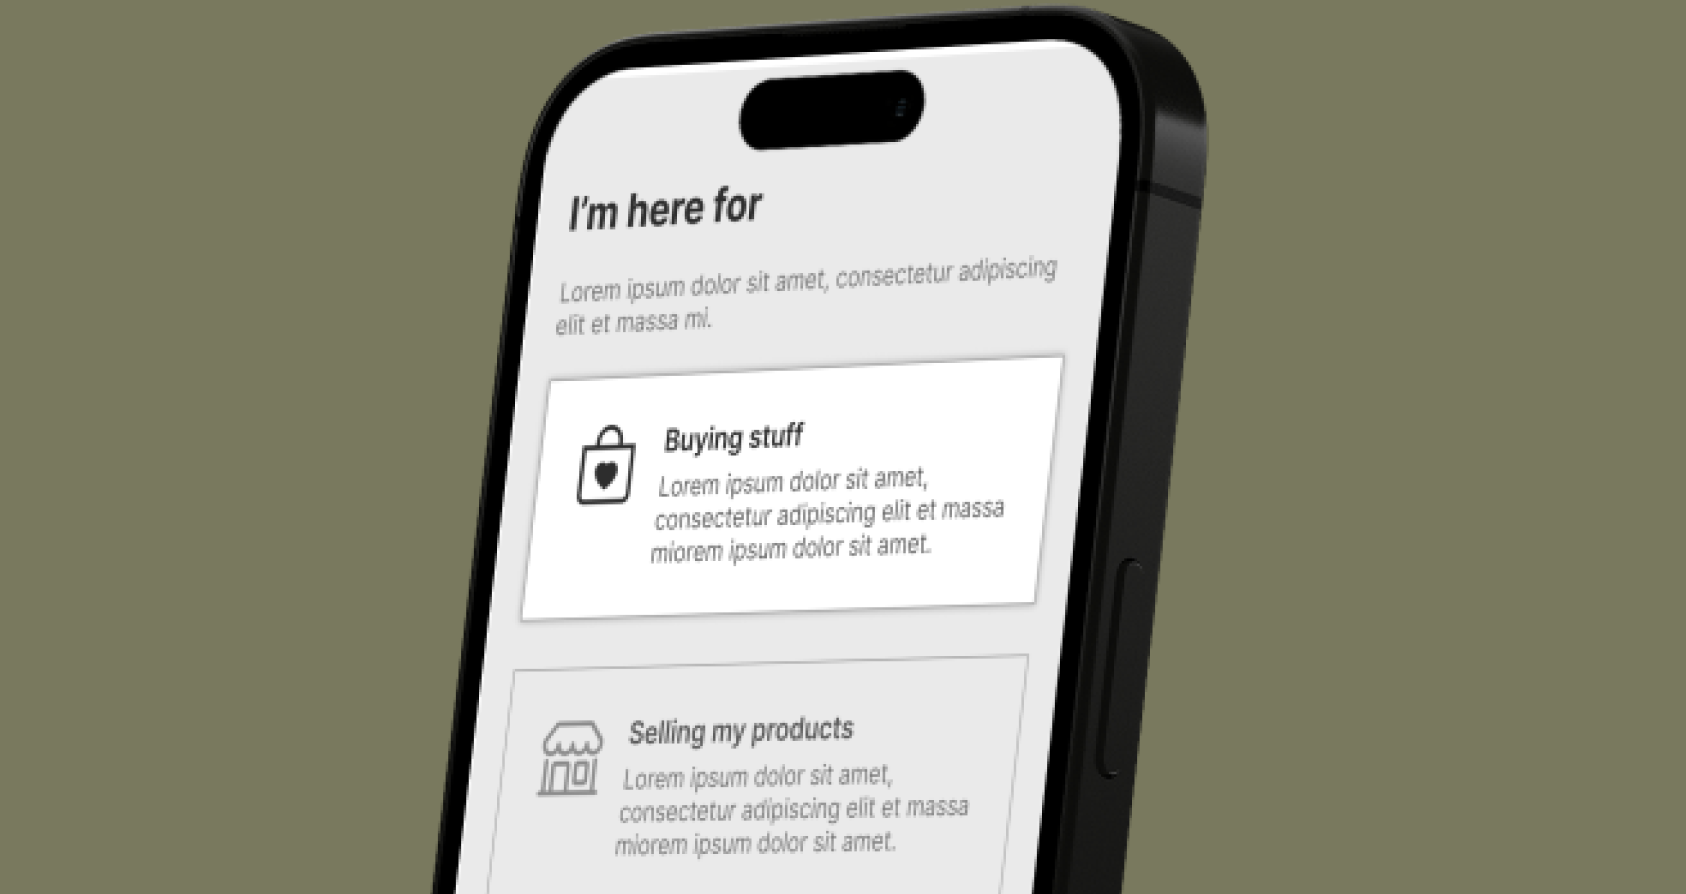 I'm here for
Lorem ipsum dolor sit amet, consectetur adipiscing
elit et massa mi.
Buying stuff
Lorem ipsum dolor sit amet,
consectetur adipiscing elit et massa
miorem ipsum dolor sit amet.
Selling my products
Lorem ipsum dolor sit amet,
consectetur adipiscing elit et massa
miorem ipsum dolor sit amet.